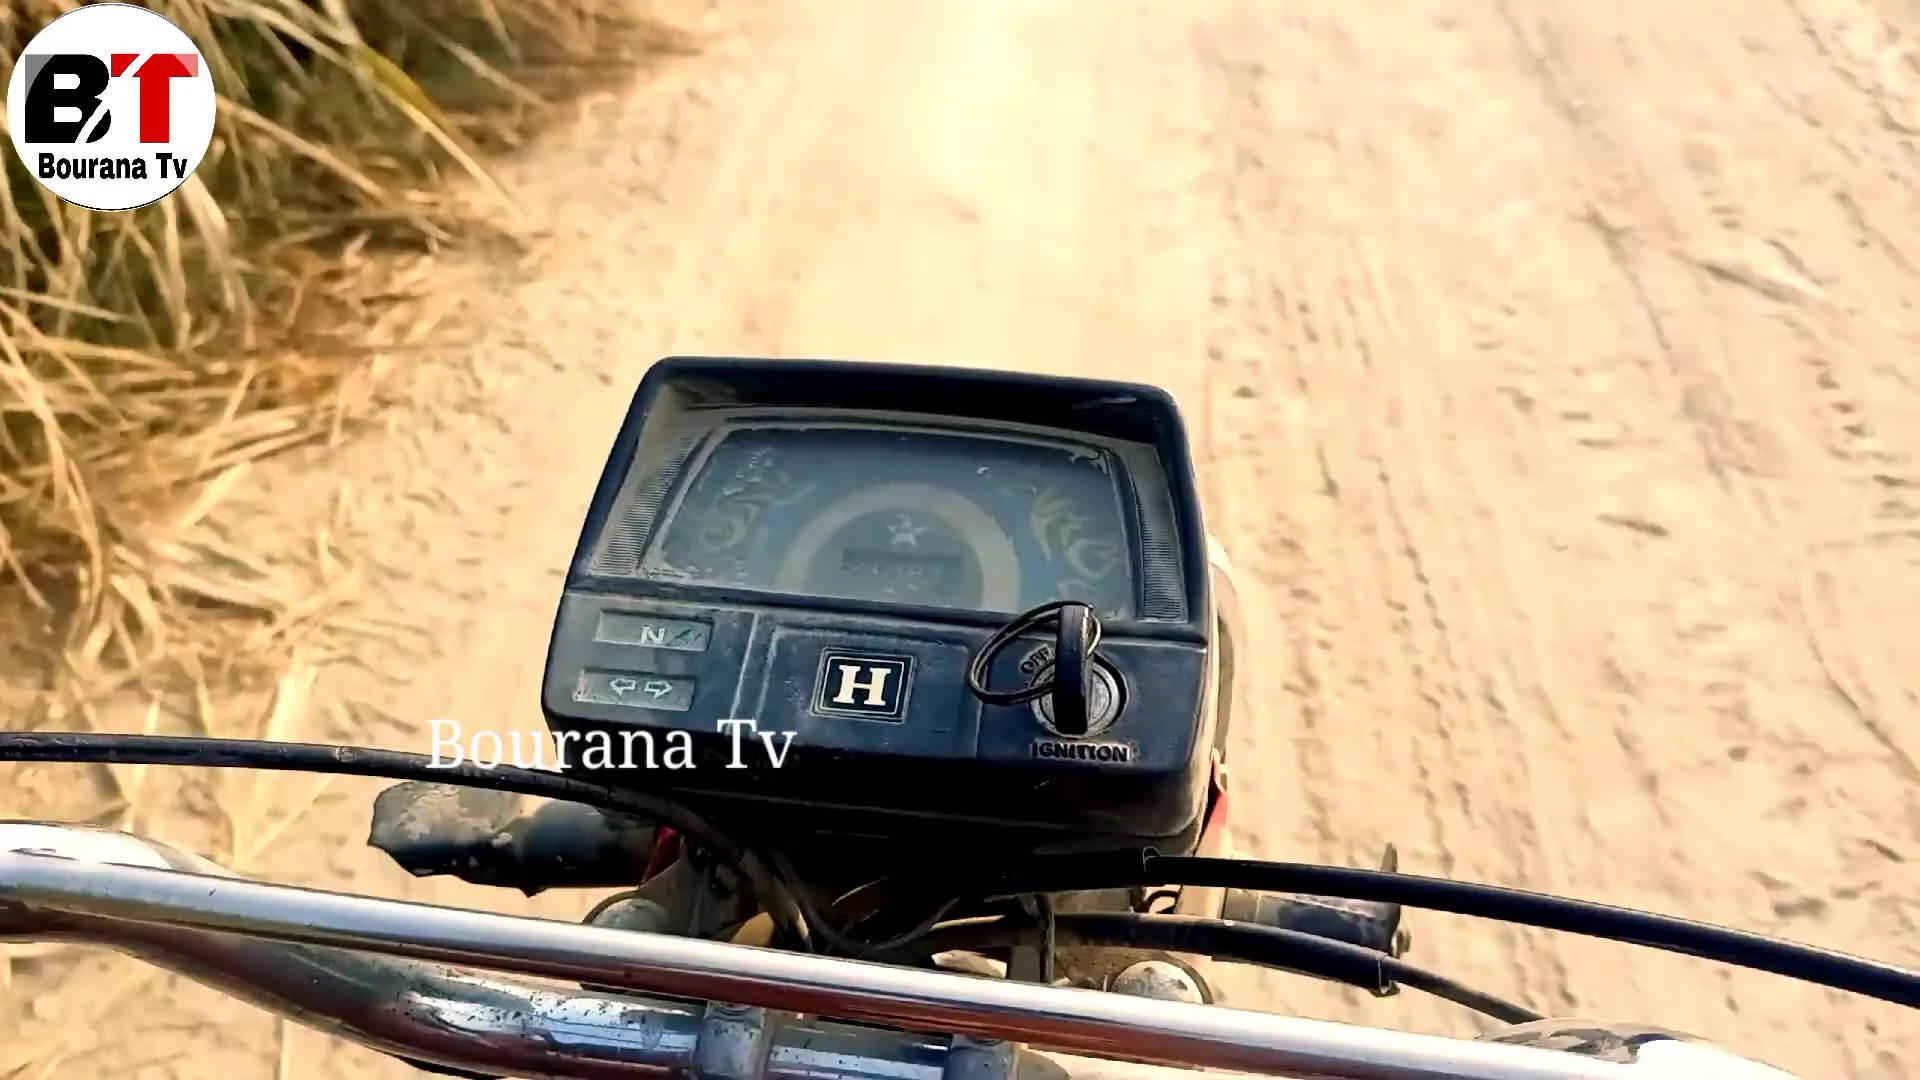 BT
Bourana Tv
N
H
OFF
IGNITION
Bourana Tv